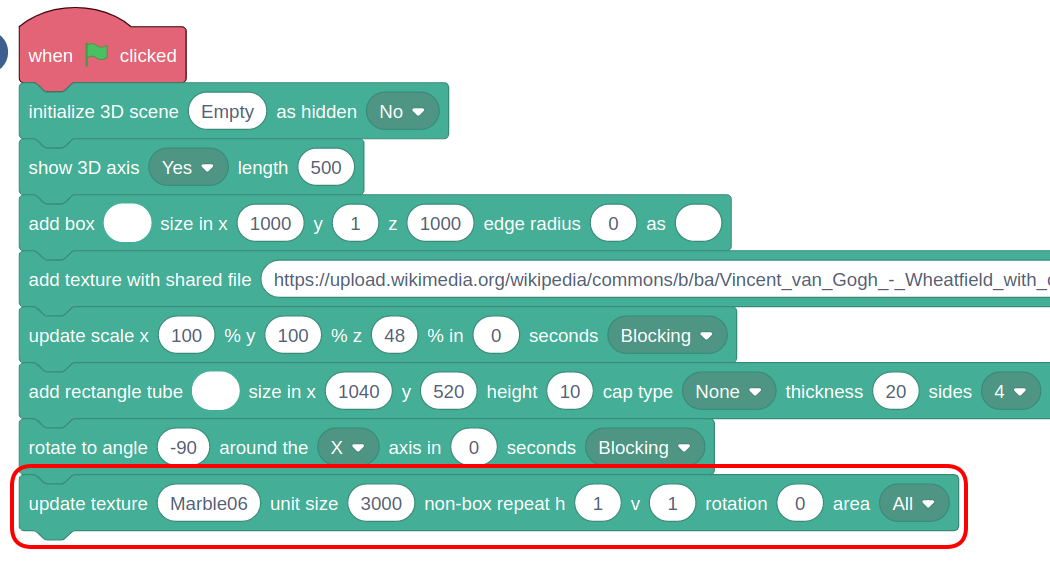 when clicked
initialize 3D scene Empty as hidden No
show 3D axis Yes length 500
add box size in x 1000 y 1 z 1000 edge radius 0 as
add texture with shared file https://upload.wikimedia.org/wikipedia/commons/b/ba/Vincent_van_Gogh_-_Wheatfield_with_
update scale x 100 % y 100 % z 48 % in 0 seconds Blocking
add rectangle tube size in x 1040 y 520 height 10 cap type None thickness 20 sides 4
rotate to angle -90 around the X axis in 0 seconds Blocking
update texture Marble06 unit size 3000 non-box repeat h 1 v 1 rotation 0 area All